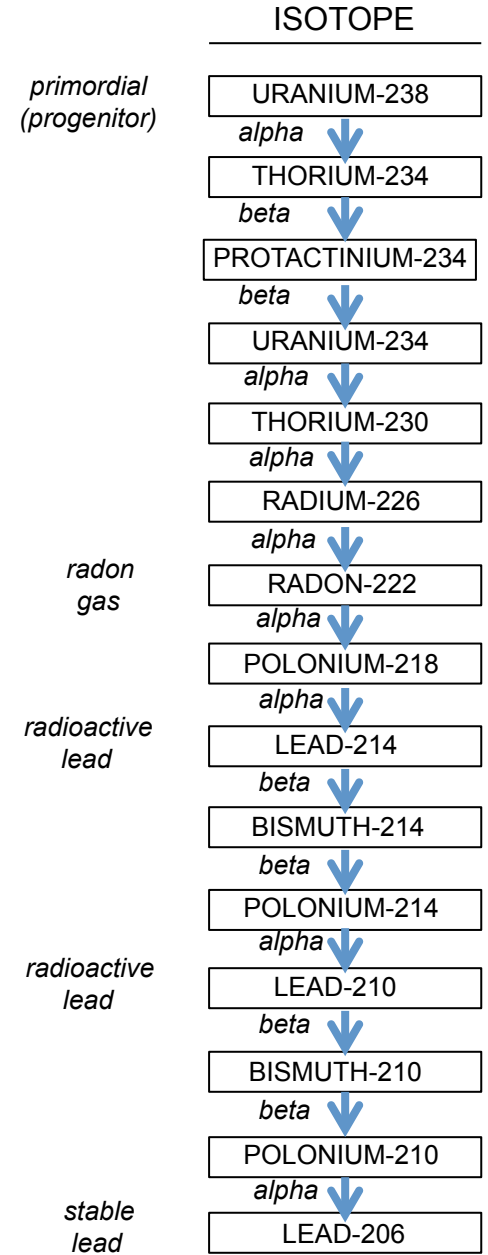 ISOTOPE
primordial
(progenitor)
URANIUM-238
alpha
THORIUM-234
beta
PROTACTINIUM-234
beta
URANIUM-234
alpha
THORIUM-230
alpha
RADIUM-226
alpha
radon
gas
RADON-222
alpha
POLONIUM-218
alpha
radioactive
lead
LEAD-214
beta
BISMUTH-214
beta
POLONIUM-214
alpha
radioactive
lead
LEAD-210
beta
BISMUTH-210
beta
POLONIUM-210
alpha
stable
lead
LEAD-206